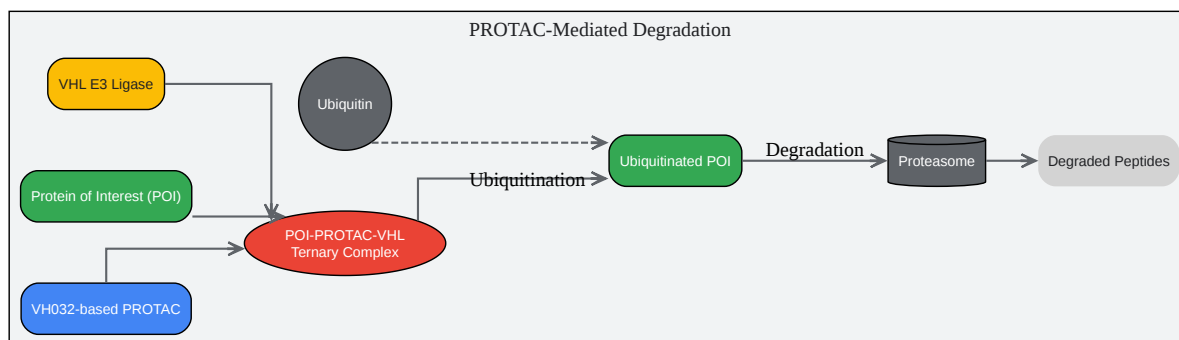 PROTAC-Mediated Degradation
VHL E3 Ligase
Ubiquitin
Protein of Interest (POI)
VH032-based PROTAC
POI-PROTAC-VHL
Ternary Complex
Ubiquitination
Ubiquitinated POI
Degradation
Proteasome
Degraded Peptides